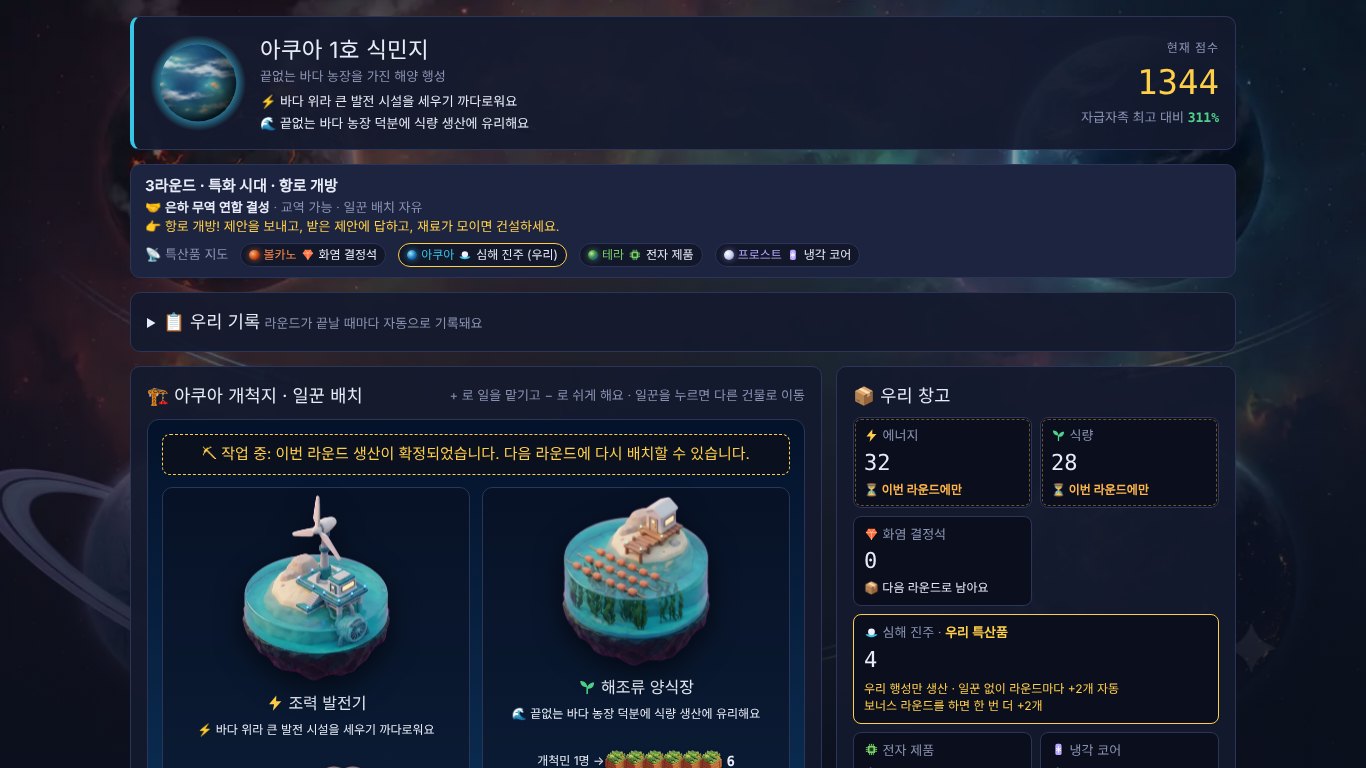 아쿠아 1호 식민지
끝없는 바다 농장을 가진 해양 행성
⚡ 바다 위라 큰 발전 시설을 세우기 까다로워요
🌊 끝없는 바다 농장 덕분에 식량 생산에 유리해요
현재 점수
1344
자급자족 최고 대비 311%
3라운드 · 특화 시대 · 항로 개방
🤝 은하 무역 연합 결성 · 교역 가능 · 일꾼 배치 자유
👉 항로 개방! 제안을 보내고, 받은 제안에 답하고, 재료가 모이면 건설하세요.
📡 특산품 지도 볼카노 화염 결정석 아쿠아 심해 진주 (우리) 테라 전자 제품 프로스트 냉각 코어
▶ 📋 우리 기록 라운드가 끝날 때마다 자동으로 기록돼요
🏗️ 아쿠아 개척지 · 일꾼 배치
+ 로 일을 맡기고 − 로 쉬게 해요 · 일꾼을 누르면 다른 건물로 이동
⛏ 작업 중: 이번 라운드 생산이 확정되었습니다. 다음 라운드에 다시 배치할 수 있습니다.
⚡ 조력 발전기
⚡ 바다 위라 큰 발전 시설을 세우기 까다로워요
🌱 해조류 양식장
🌊 끝없는 바다 농장 덕분에 식량 생산에 유리해요
개척민 1명 → 6
📦 우리 창고
⚡ 에너지
32
⏳ 이번 라운드에만
🌱 식량
28
⏳ 이번 라운드에만
화염 결정석
0
📦 다음 라운드로 남아요
심해 진주 · 우리 특산품
4
우리 행성만 생산 · 일꾼 없이 라운드마다 +2개 자동
보너스 라운드를 하면 한 번 더 +2개
전자 제품
냉각 코어